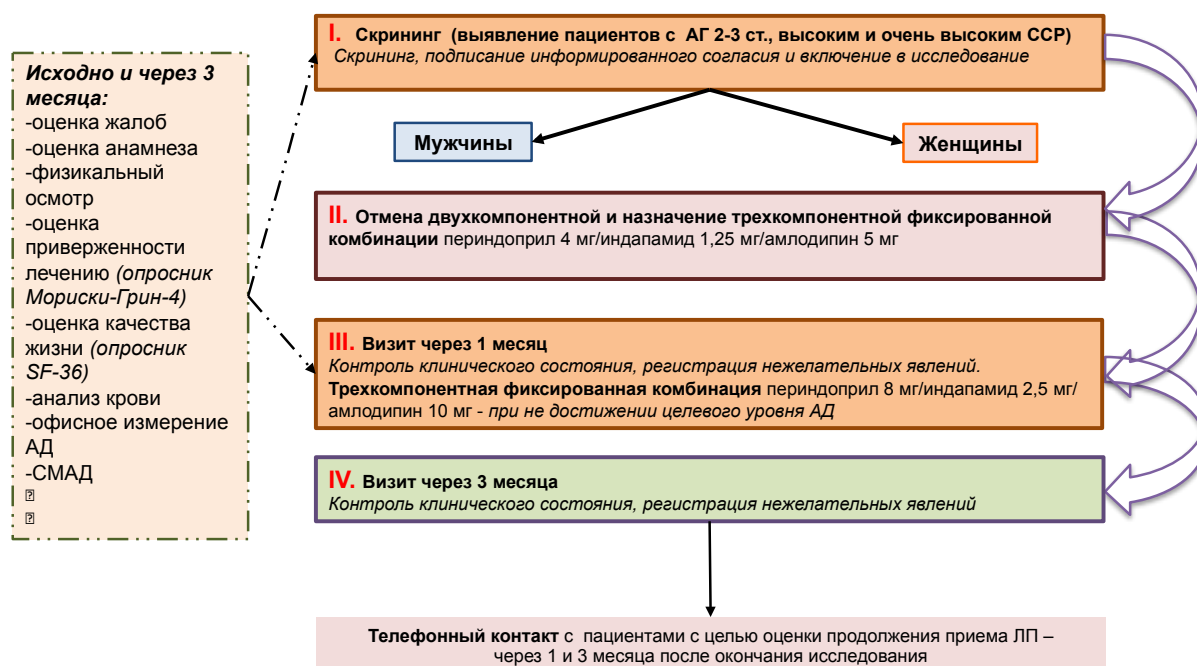 Исходно и через 3
месяца:
-оценка жалоб
-оценка анамнеза
-физикальный
осмотр
-оценка
приверженности
лечению (опросник
Мориски-Грин-4)
-оценка качества
жизни (опросник
SF-36)
-анализ крови
-офисное измерение
АД
-СМАД
I. Скрининг (выявление пациентов с АГ 2-3 ст., высоким и очень высоким ССР)
Скрининг, подписание информированного согласия и включение в исследование
Мужчины
Женщины
II. Отмена двухкомпонентной и назначение трехкомпонентной фиксированной
комбинации периндоприл 4 мг/индапамид 1,25 мг/амлодипин 5 мг
III. Визит через 1 месяц
Контроль клинического состояния, регистрация нежелательных явлений.
Трехкомпонентная фиксированная комбинация периндоприл 8 мг/индапамид 2,5 мг/
амлодипин 10 мг - при не достижении целевого уровня АД
IV. Визит через 3 месяца
Контроль клинического состояния, регистрация нежелательных явлений
Телефонный контакт с пациентами с целью оценки продолжения приема ЛП –
через 1 и 3 месяца после окончания исследования